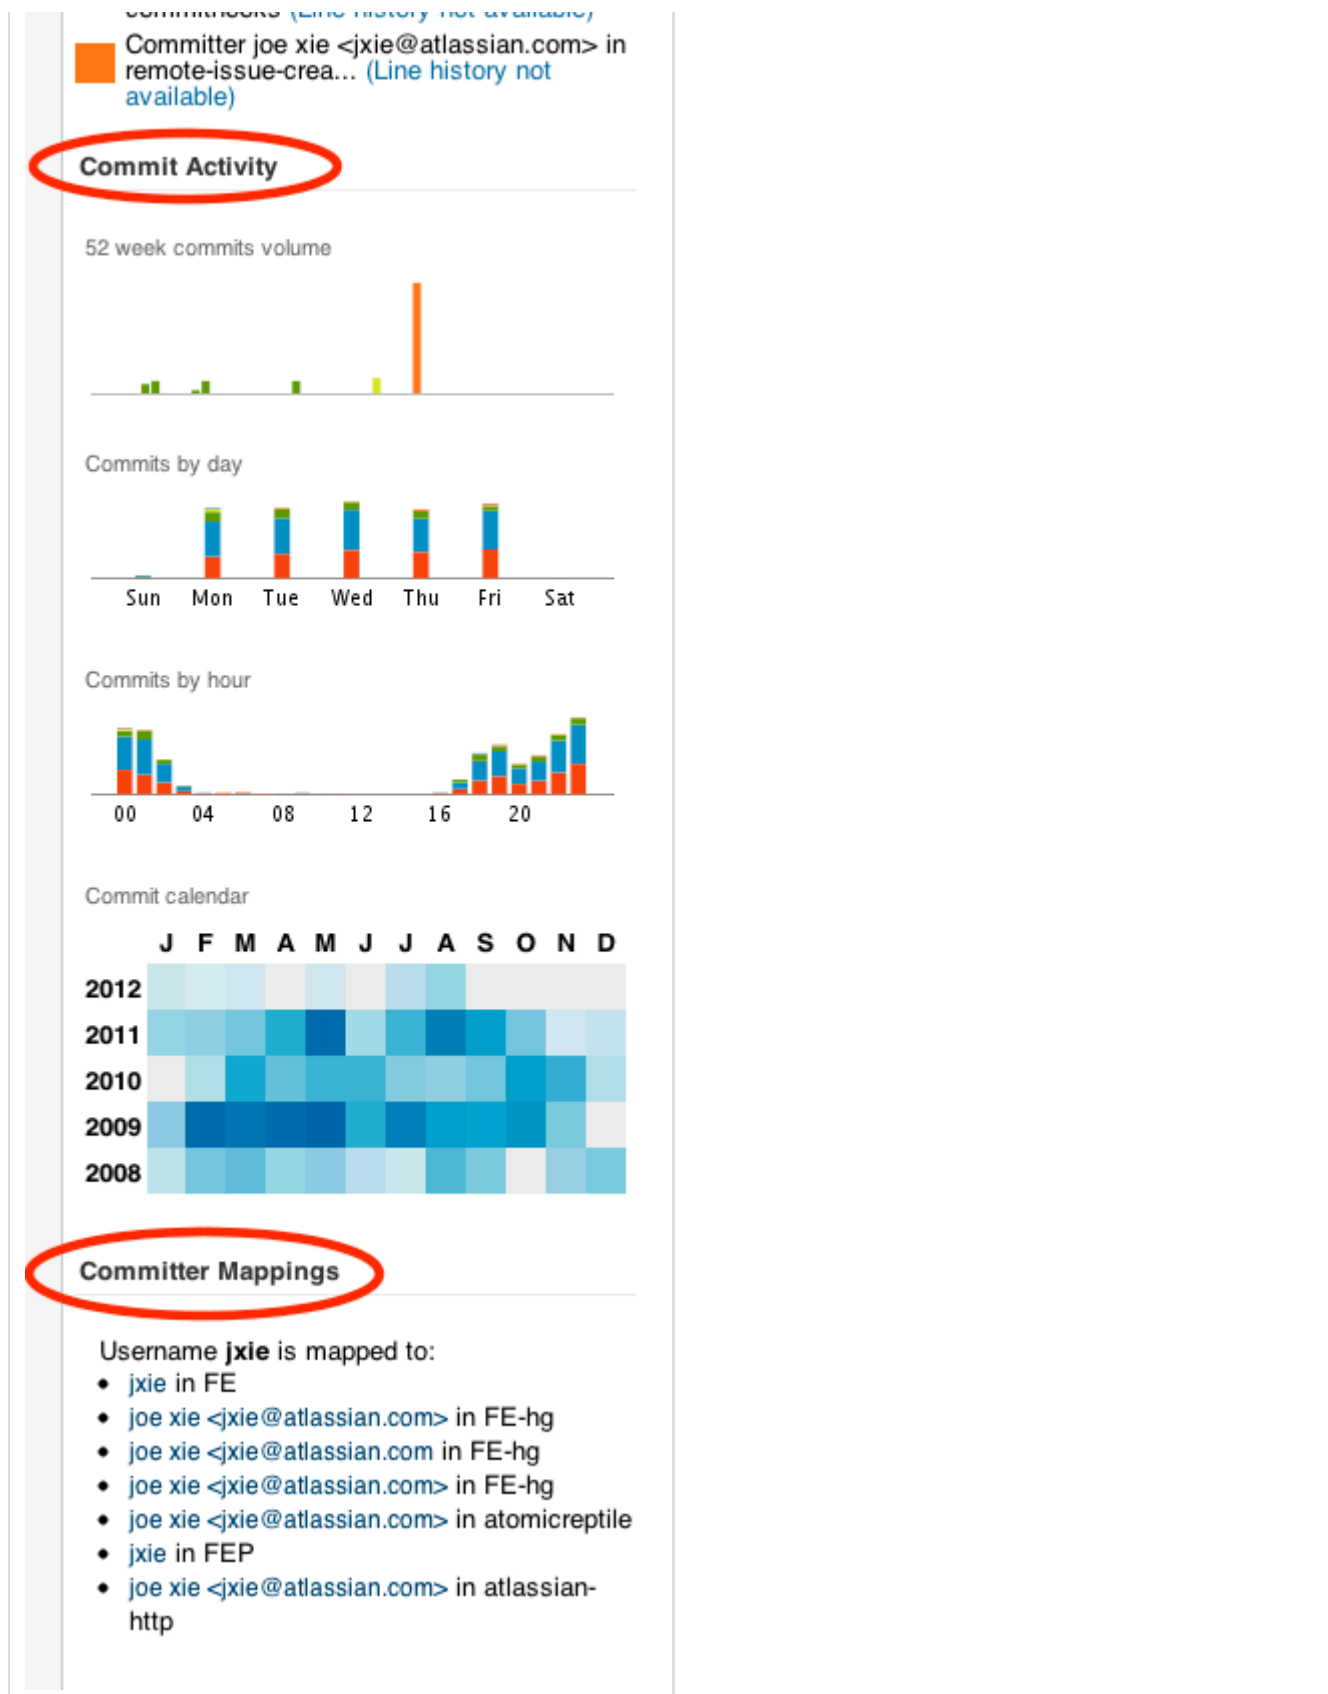 commithooks (Line history not available)
Committer joe xie <jxie@atlassian.com> in
remote-issue-crea... (Line history not
available)
Commit Activity
52 week commits volume
Commits by day
Sun Mon Tue Wed Thu Fri Sat
Commits by hour
00 04 08 12 16 20
Commit calendar
J F M A M J J A S O N D
2012
2011
2010
2009
2008
Committer Mappings
Username jxie is mapped to:
• jxie in FE
• joe xie <jxie@atlassian.com> in FE-hg
• joe xie <jxie@atlassian.com in FE-hg
• joe xie <jxie@atlassian.com> in FE-hg
• joe xie <jxie@atlassian.com> in atomicreptile
• jxie in FEP
• joe xie <jxie@atlassian.com> in atlassian-
http